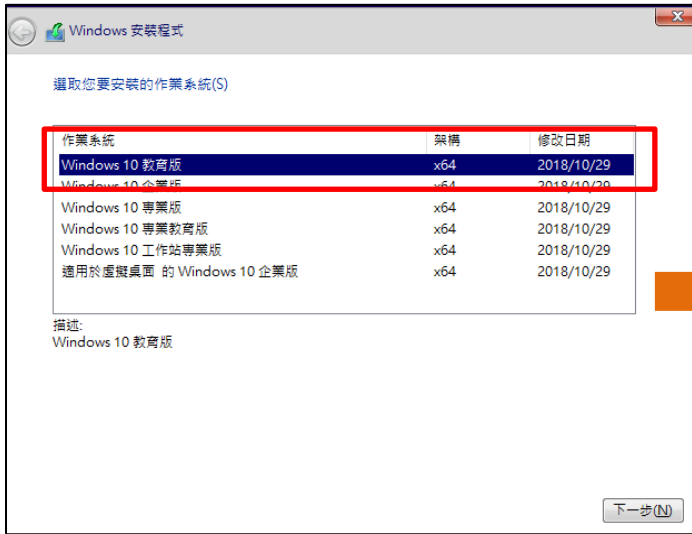 Windows 安裝程式
選取您要安裝的作業系統(S)
作業系統 架構 修改日期
Windows 10 教育版 x64 2018/10/29
Windows 10 企業版 x64 2018/10/29
Windows 10 專業版 x64 2018/10/29
Windows 10 專業教育版 x64 2018/10/29
Windows 10 工作站專業版 x64 2018/10/29
適用於虛擬桌面 的 Windows 10 企業版 x64 2018/10/29
描述:
Windows 10 教育版
下一步(N)